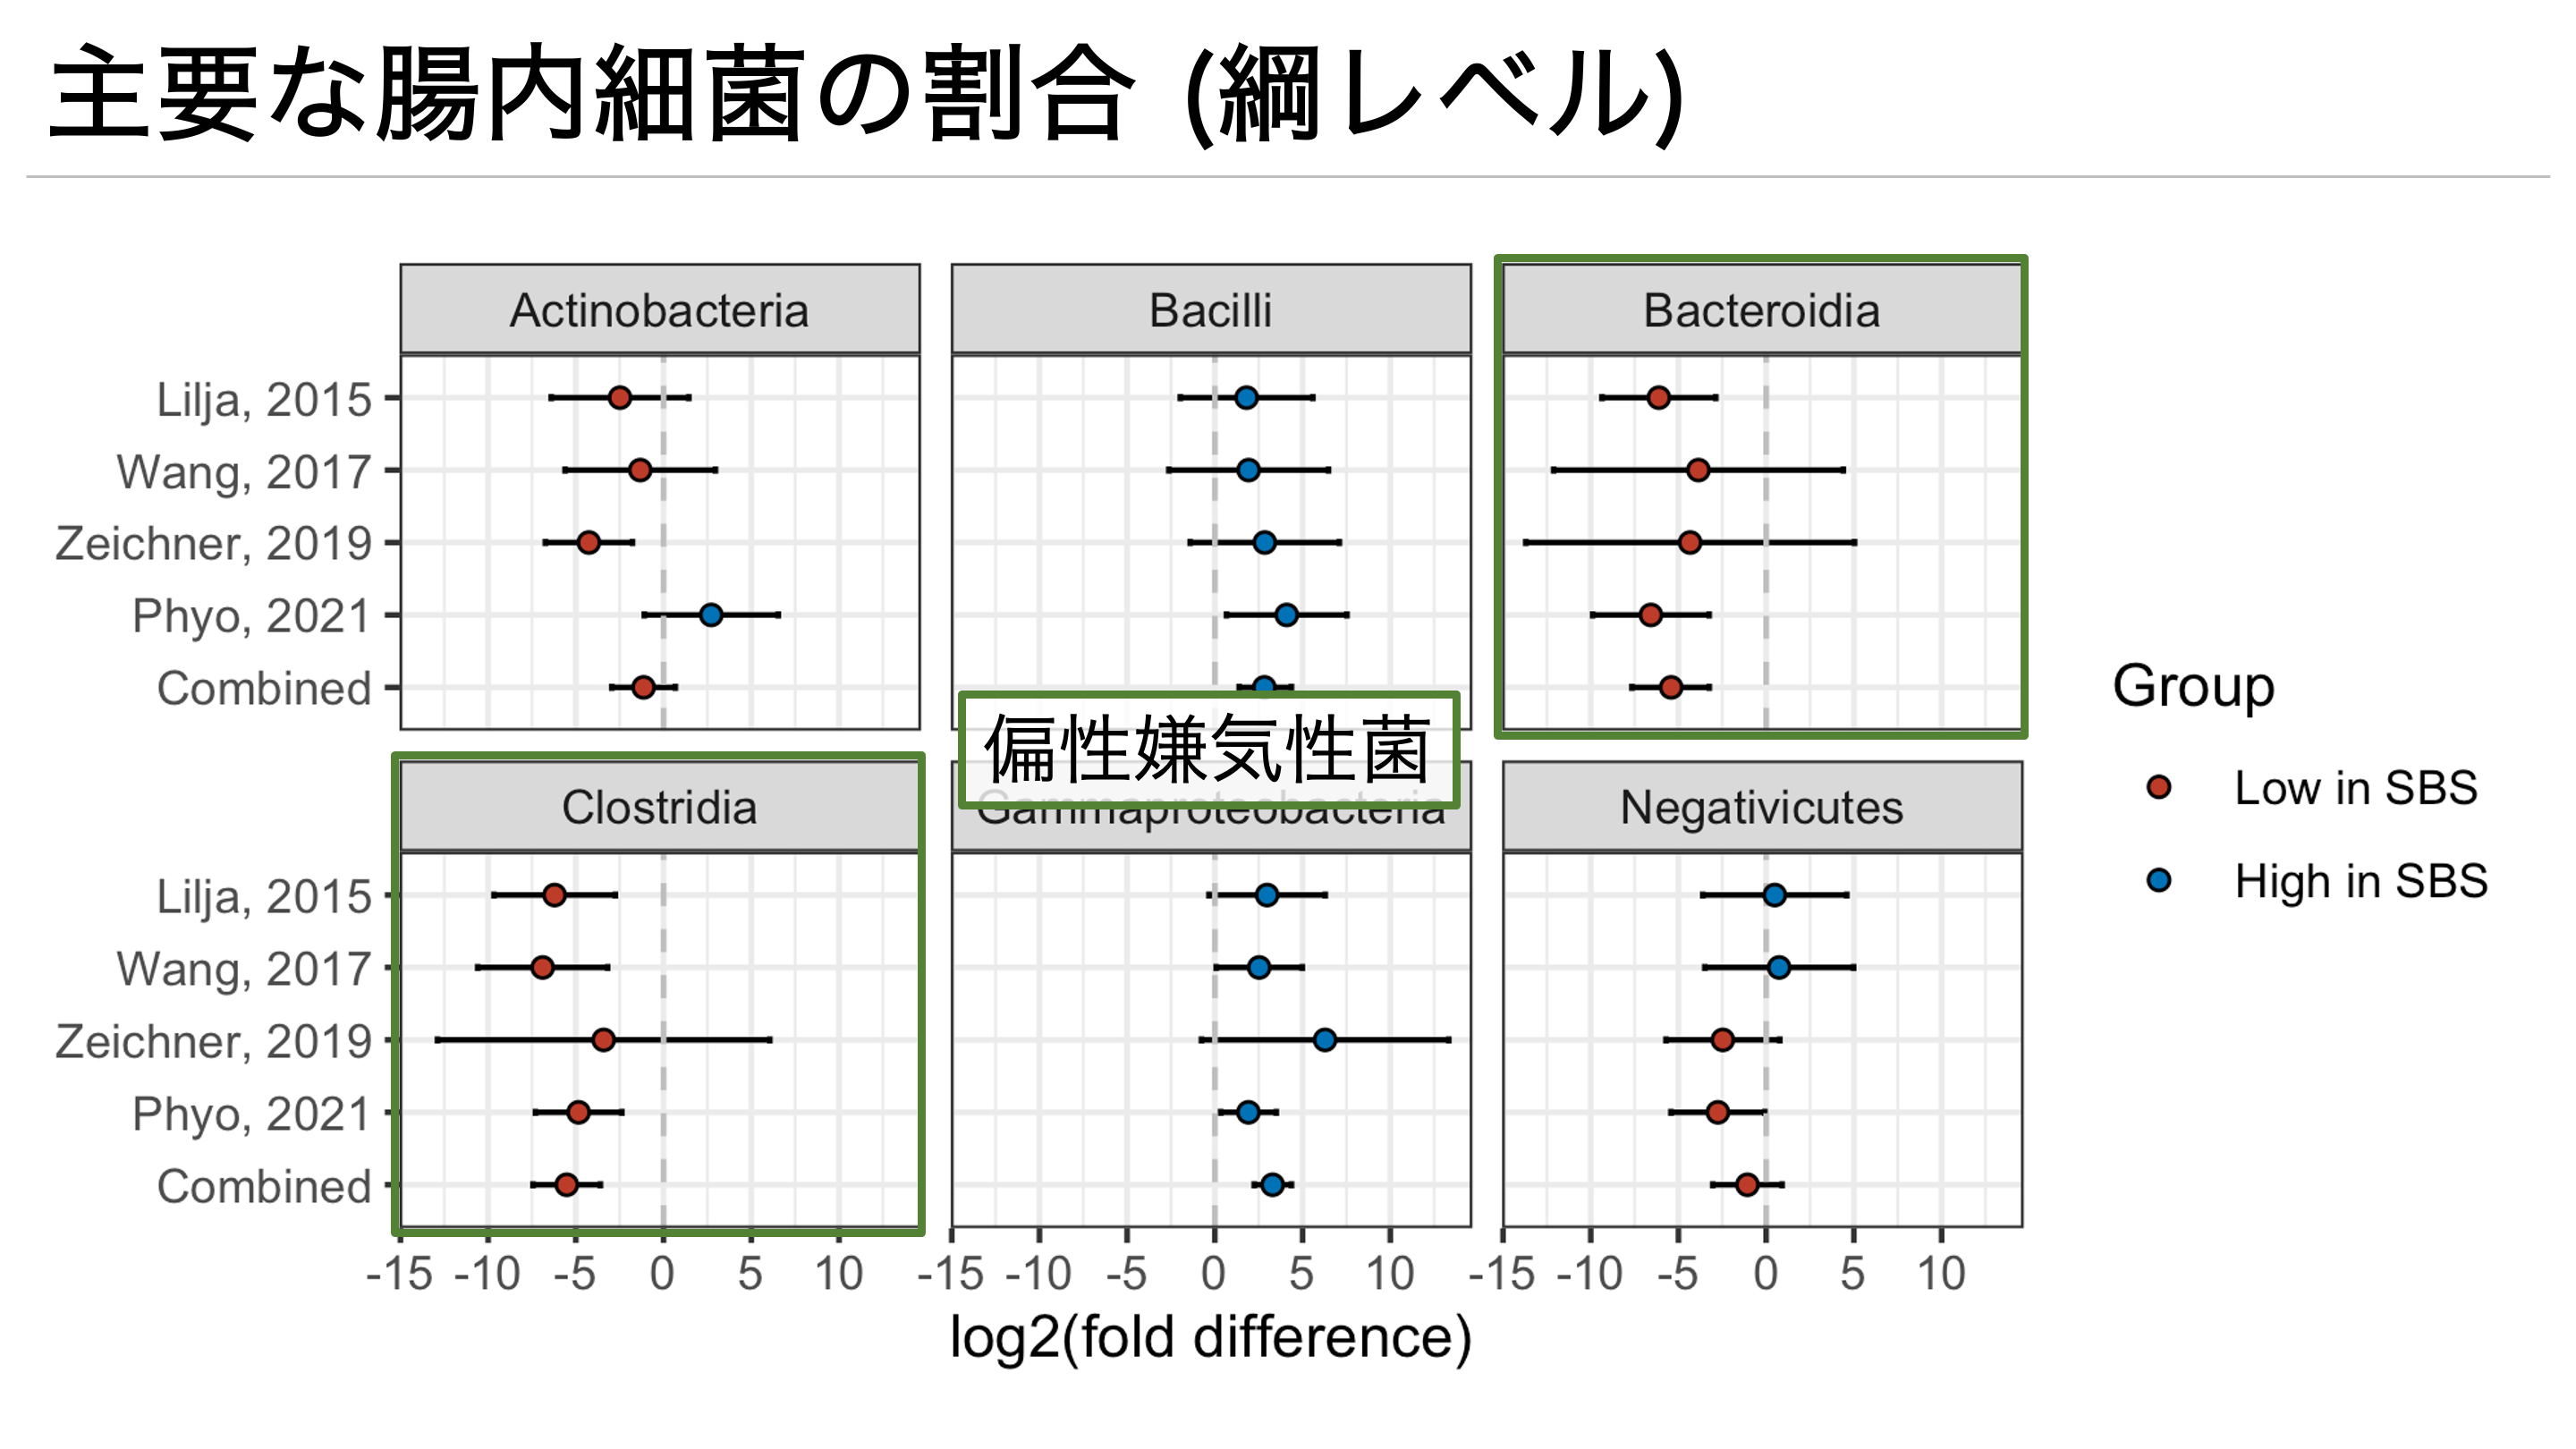 主要な腸内細菌の割合 (綱レベル)
Actinobacteria
Bacilli
Bacteroidia
Lilja, 2015
Wang, 2017
Zeichner, 2019
Phyo, 2021
Combined
偏性嫌気性菌
Clostridia
Gammaproteobacteria
Negativicutes
Lilja, 2015
Wang, 2017
Zeichner, 2019
Phyo, 2021
Combined
-15 -10 -5 0 5 10
-15 -10 -5 0 5 10
-15 -10 -5 0 5 10
log2(fold difference)
Group
Low in SBS
High in SBS